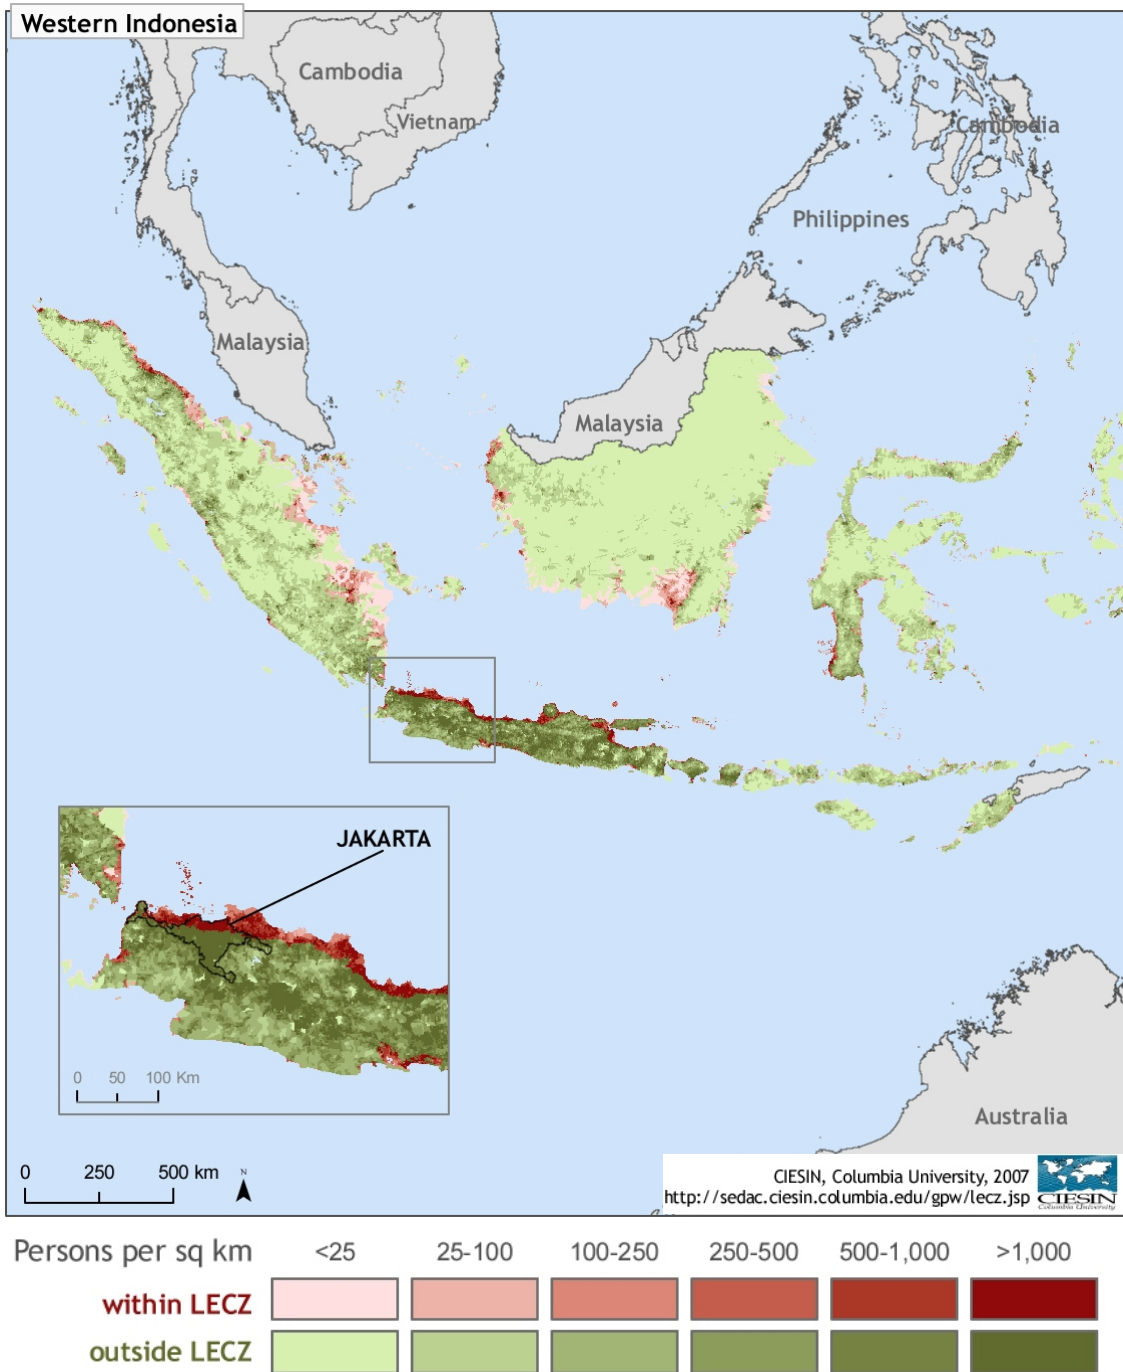 Western Indonesia
Cambodia
Vietnam
Cambodia
Philippines
Malaysia
Malaysia
JAKARTA
0 50 100 Km
Australia
0 250 500 km
N
CIESIN, Columbia University, 2007
http://sedac.ciesin.columbia.edu/gpw/lecz.jsp
CIESIN
Columbia University
Persons per sq km <25 25-100 100-250 250-500 500-1,000 >1,000
within LECZ
outside LECZ